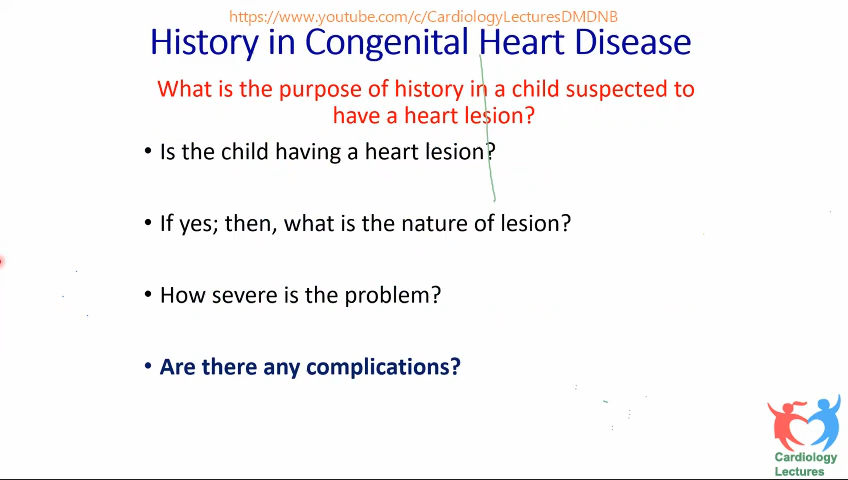 https://www.youtube.com/c/CardiologyLecturesDMDNB
History in Congenital Heart Disease
What is the purpose of history in a child suspected to
have a heart lesion?
• Is the child having a heart lesion?
• If yes; then, what is the nature of lesion?
• How severe is the problem?
• Are there any complications?
Cardiology
Lectures